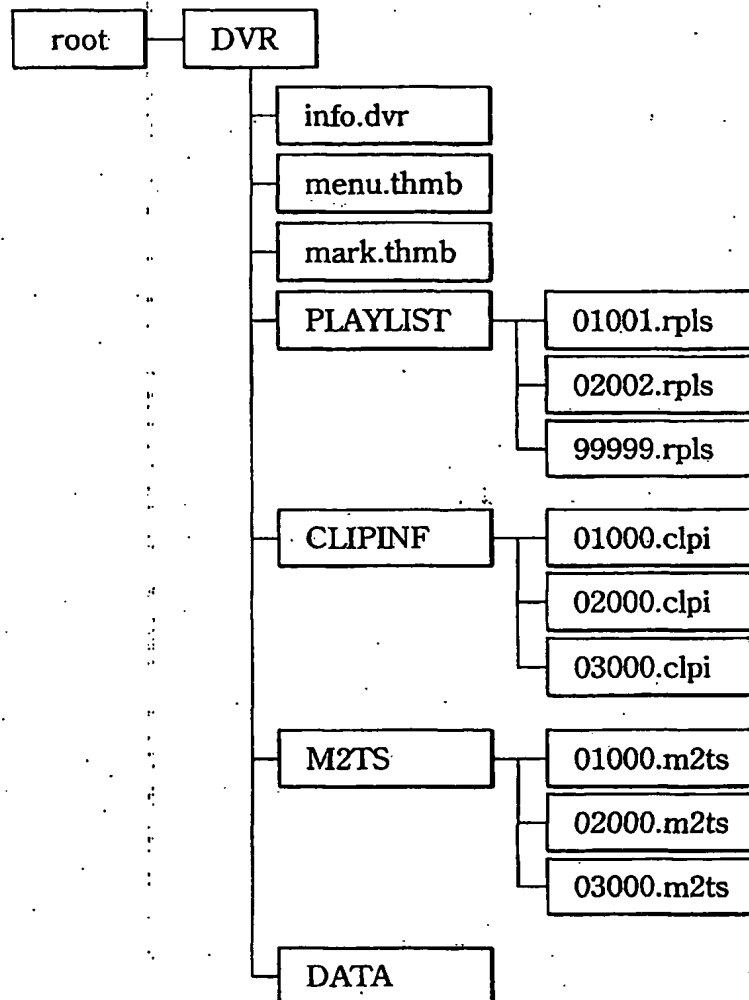 root DVR
info.dvr
menu.thmb
mark.thmb
PLAYLIST 01001.rpls
02002.rpls
99999.rpls
CLIPINF 01000.clpi
02000.clpi
03000.clpi
M2TS 01000.m2ts
02000.m2ts
03000.m2ts
DATA